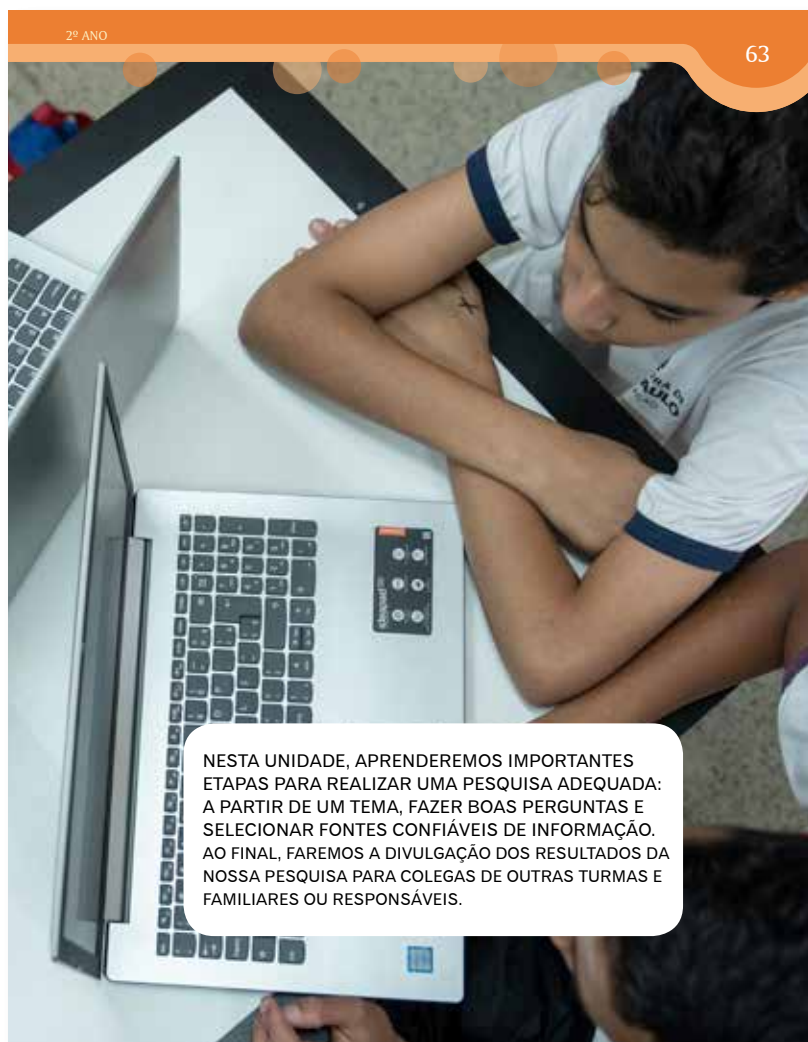 2º ANO
63
AULO
ideapad
NESTA UNIDADE, APRENDEREMOS IMPORTANTES
ETAPAS PARA REALIZAR UMA PESQUISA ADEQUADA:
A PARTIR DE UM TEMA, FAZER BOAS PERGUNTAS E
SELECIONAR FONTES CONFIÁVEIS DE INFORMAÇÃO.
AO FINAL, FAREMOS A DIVULGAÇÃO DOS RESULTADOS DA
NOSSA PESQUISA PARA COLEGAS DE OUTRAS TURMAS E
FAMILIARES OU RESPONSÁVEIS.